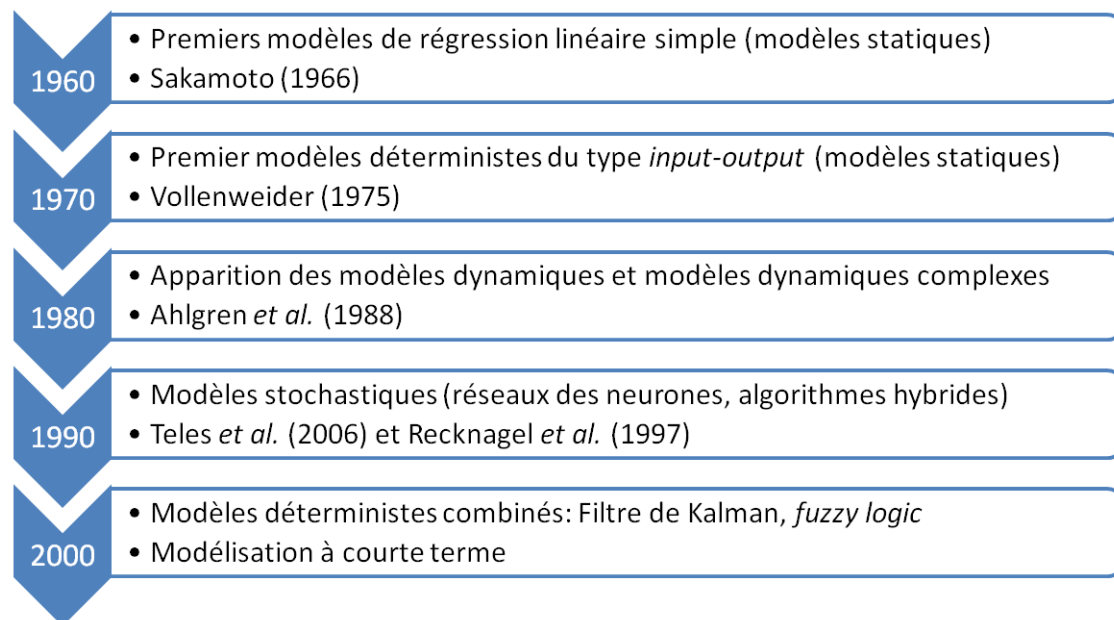 1960
• Premiers modèles de régression linéaire simple (modèles statiques)
• Sakamoto (1966)
1970
• Premier modèles déterministes du type input-output (modèles statiques)
• Vollenweider (1975)
1980
• Apparition des modèles dynamiques et modèles dynamiques complexes
• Ahlgren et al. (1988)
1990
• Modèles stochastiques (réseaux des neurones, algorithmes hybrides)
• Teles et al. (2006) et Recknagel et al. (1997)
2000
• Modèles déterministes combinés: Filtre de Kalman, fuzzy logic
• Modélisation à courte terme